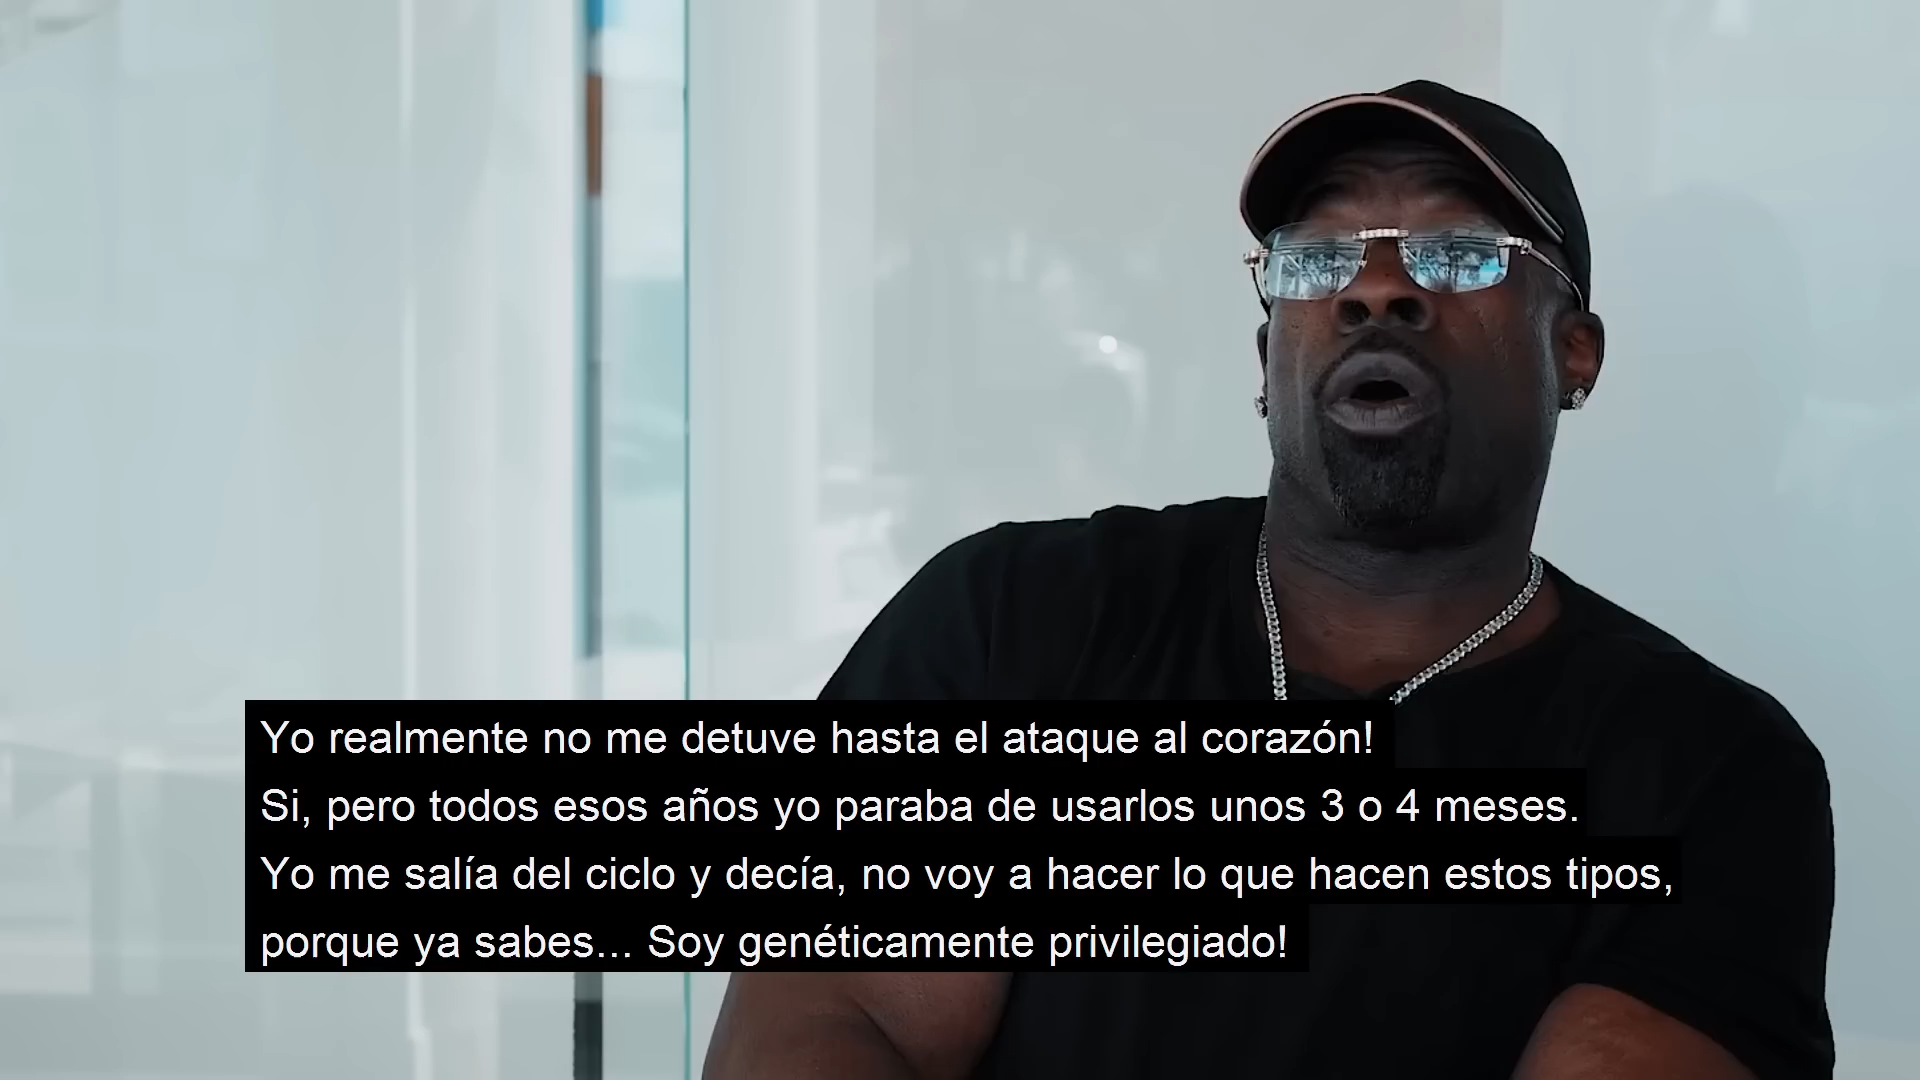 Yo realmente no me detuve hasta el ataque al corazón!
Si, pero todos esos años yo paraba de usarlos unos 3 o 4 meses.
Yo me salía del ciclo y decía, no voy a hacer lo que hacen estos tipos,
porque ya sabes... Soy genéticamente privilegiado!